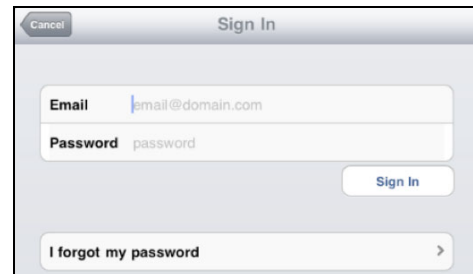 Cancel Sign In
Email email@domain.com
Password password
Sign In
I forgot my password